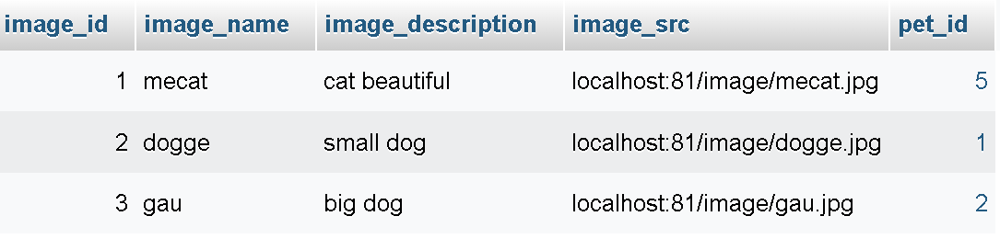 image_id image_name image_description image_src pet_id
1 mecat cat beautiful localhost:81/image/mecat.jpg 5
2 dogge small dog localhost:81/image/dogge.jpg 1
3 gau big dog localhost:81/image/gau.jpg 2